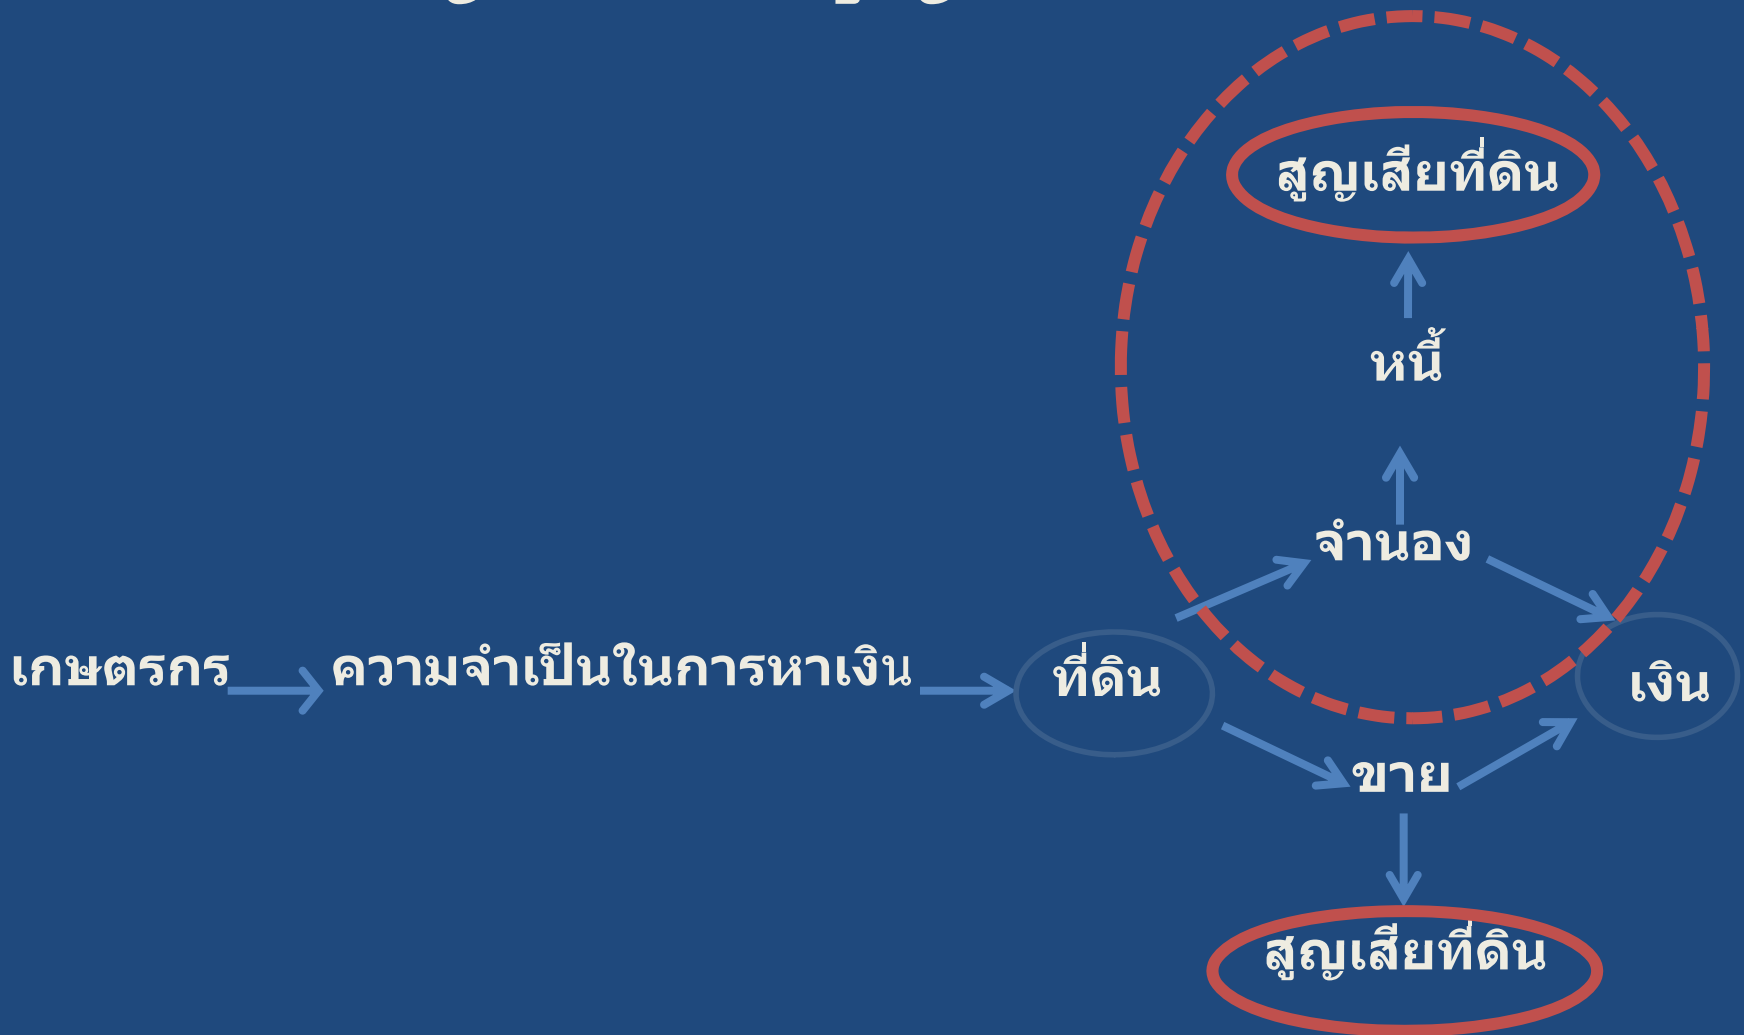 สูญเสียที่ดิน
หนี้
จำนอง
เกษตรกร
ความจำเป็นในการหาเงิน
ที่ดิน
เงิน
ขาย
สูญเสียที่ดิน